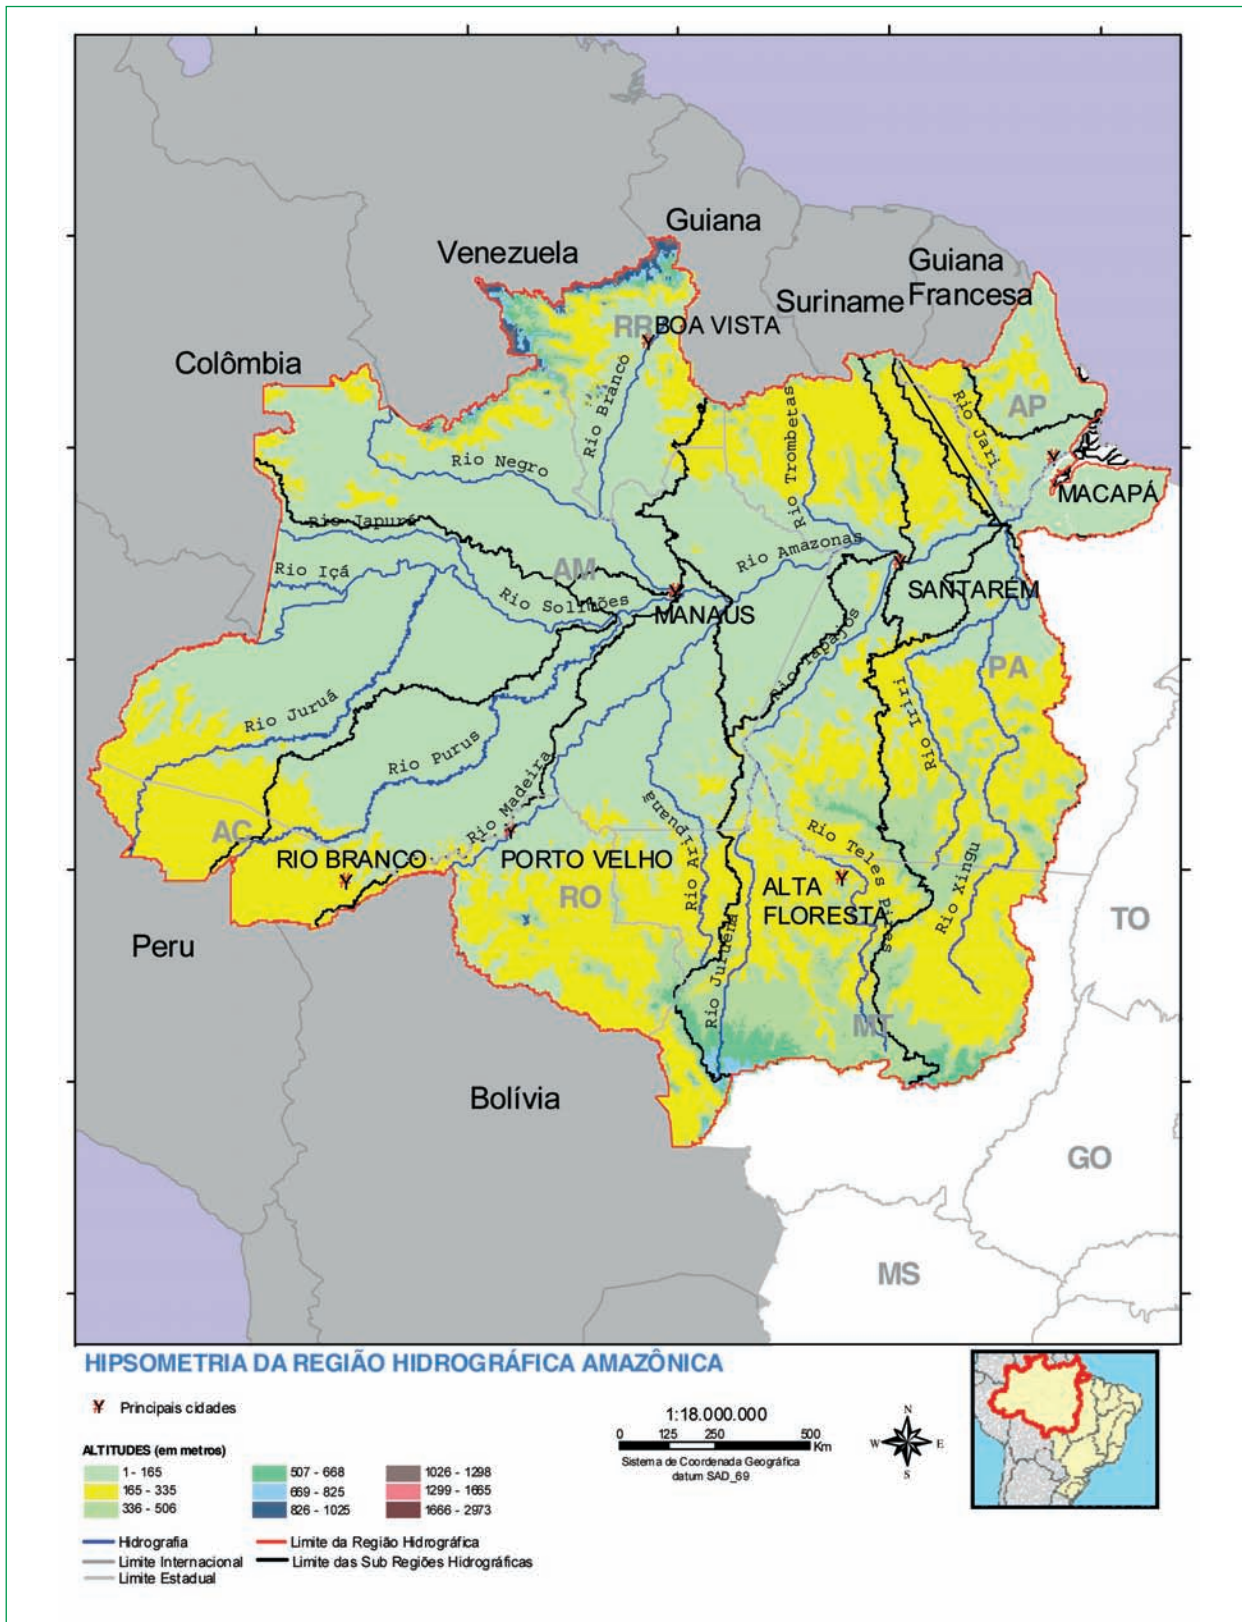 Guiana
Venezuela
Guiana
Francesa
Suriname
RR
BOA VISTA
Colômbia
Rio Branco
Rio Trombetas
Rio Jari
AP
Rio Negro
MACAPÁ
Rio Japurá
Rio Amazonas
AM
Rio Içá
Rio Solimões
SANTARÉM
MANAUS
Rio Tapajós
PA
Rio Iriri
Rio Juruá
Rio Purus
Rio Madeira
Rio Aripuanã
AC
RIO BRANCO
PORTO VELHO
Rio Teles Pires
Rio Xingu
RO
ALTA
FLORESTA
TO
Peru
Rio Juruena
MT
Bolívia
GO
MS
HIPSOMETRIA DA REGIÃO HIDROGRÁFICA AMAZÔNICA
Principais cidades
ALTITUDES (em metros)
1 - 165
165 - 335
336 - 506
507 - 668
669 - 825
826 - 1025
1026 - 1298
1299 - 1665
1666 - 2973
Hidrografia
Limite Internacional
Limite Estadual
Limite da Região Hidrográfica
Limite das Sub Regiões Hidrográficas
1:18.000.000
0 125 250 500
Km
Sistema de Coordenada Geográfica
datum SAD_69
N
W E
S